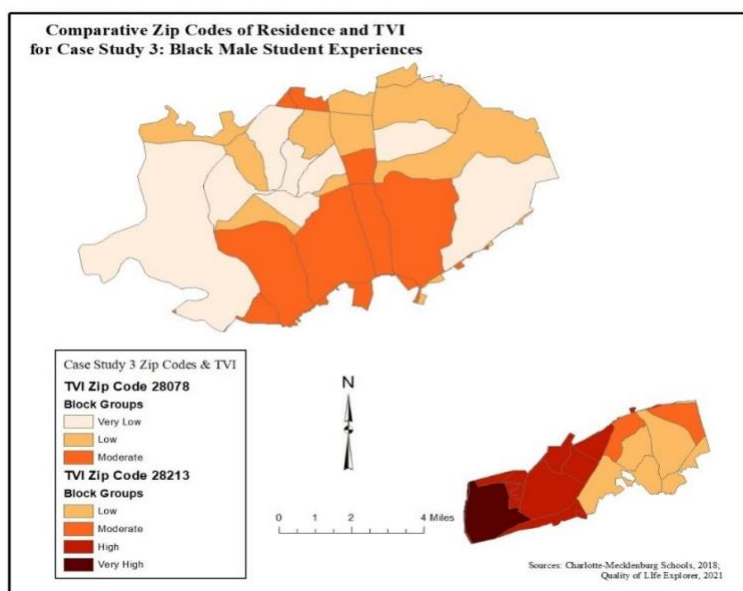 Comparative Zip Codes of Residence and TVI
for Case Study 3: Black Male Student Experiences
Case Study 3 Zip Codes & TVI
TVI Zip Code 28078
Block Groups
Very Low
Low
Moderate
TVI Zip Code 28213
Block Groups
Low
Moderate
High
Very High
N
0 1 2 4 Miles
Sources: Charlotte-Mecklenburg Schools, 2018;
Quality of LIfe Explorer, 2021